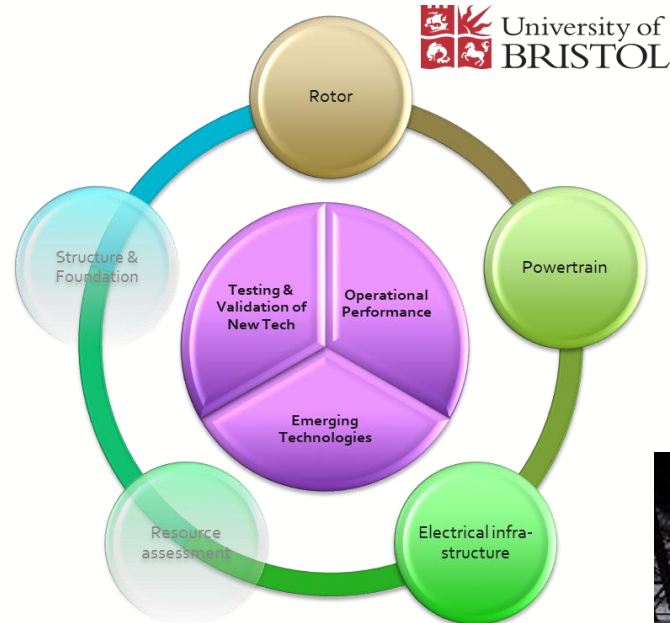 University of
BRISTOL
Rotor
Structure &
Foundation
Powertrain
Testing &
Validation of
New Tech
Operational
Performance
Emerging
Technologies
Resource
assessment
Electrical infra-
structure